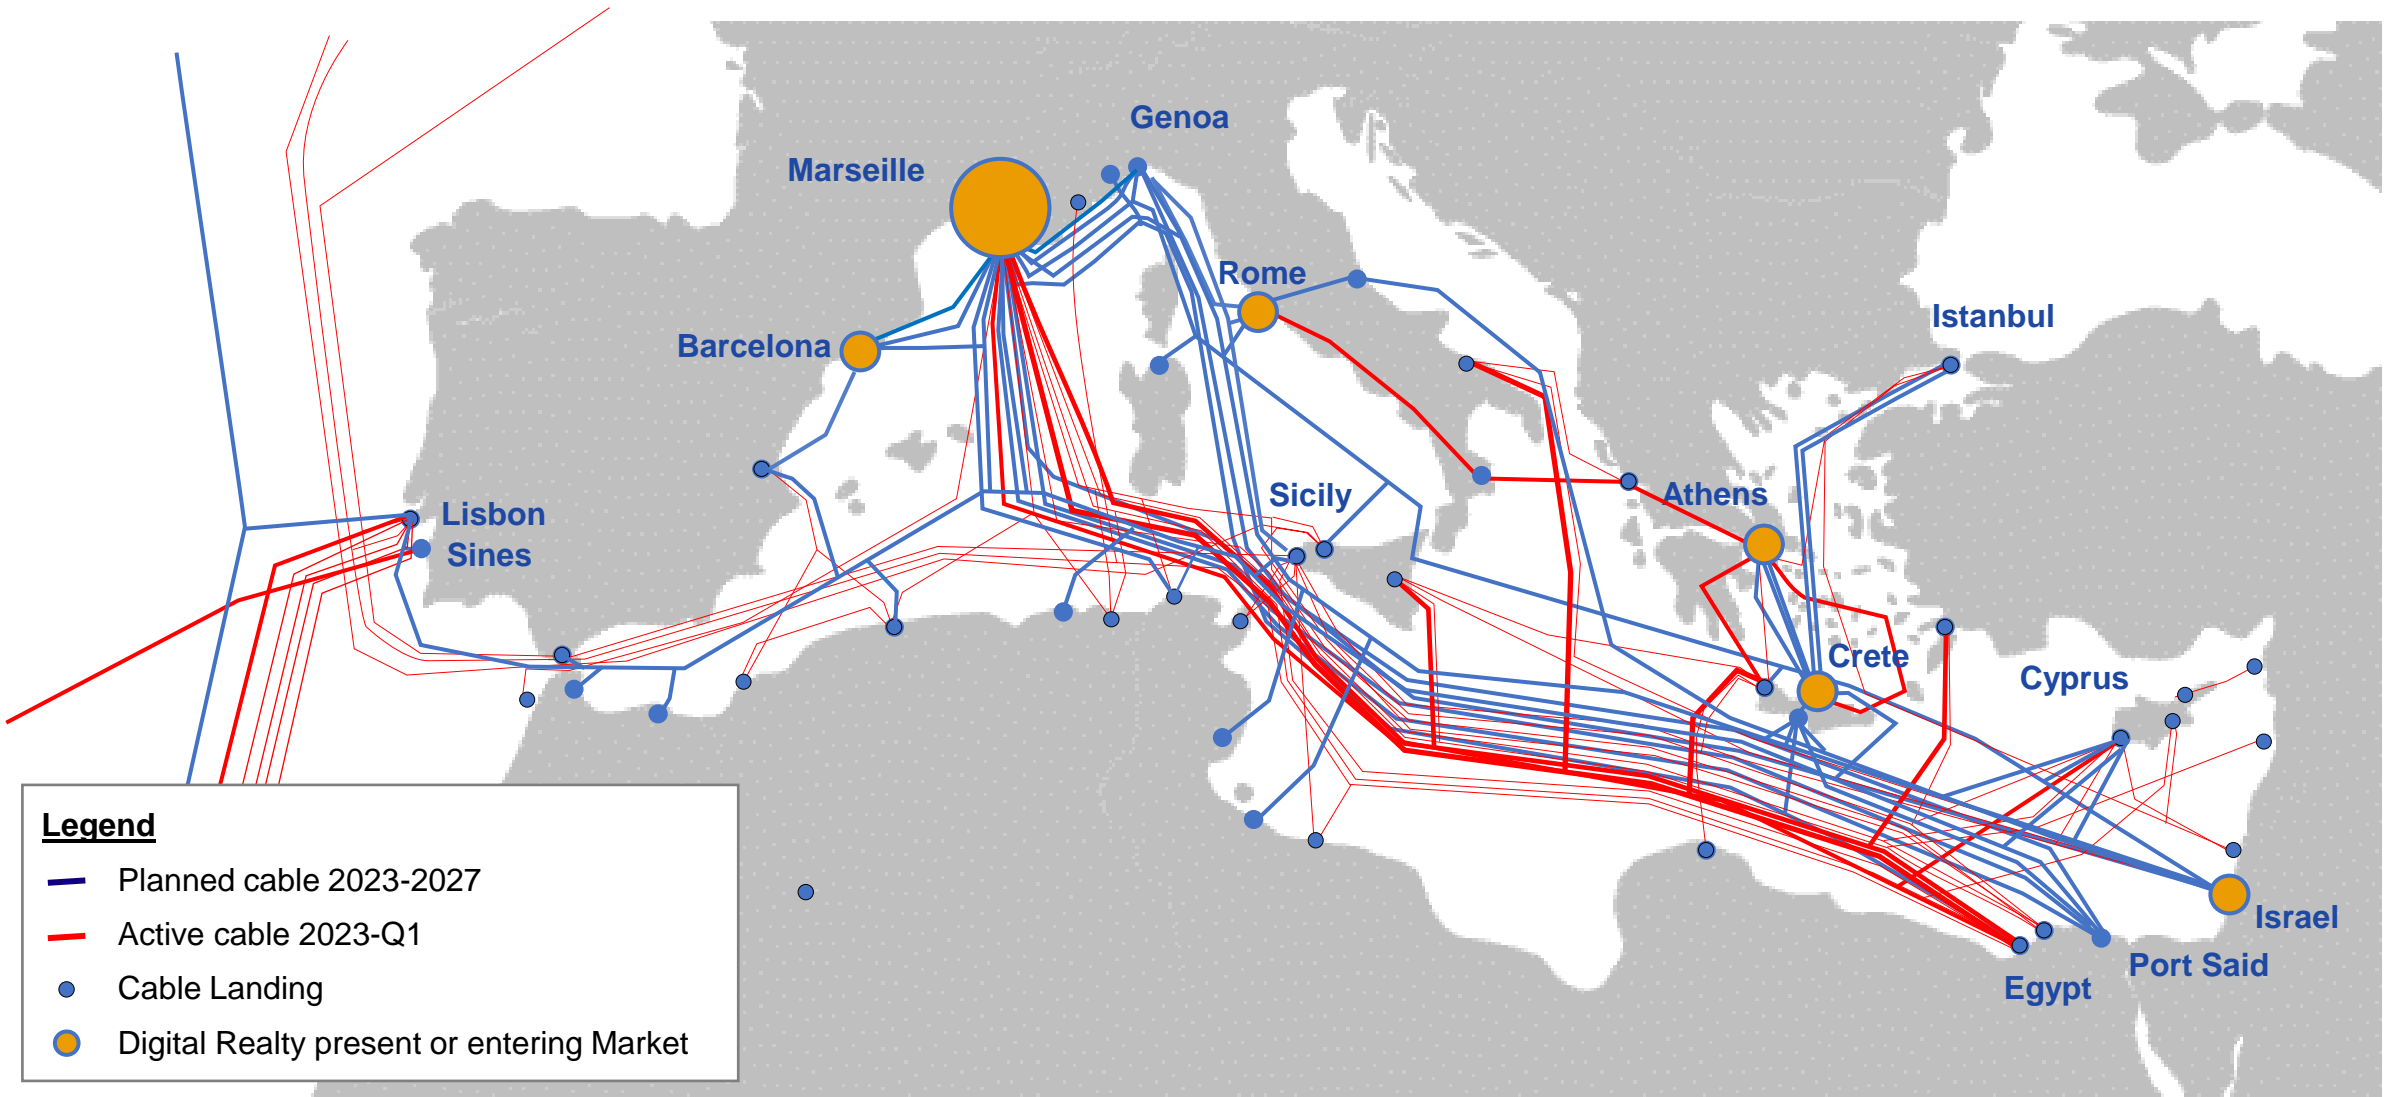 Genoa
Marseille
Rome
Istanbul
Barcelona
Sicily
Athens
Lisbon
Sines
Crete
Cyprus
Israel
Port Said
Egypt
Legend
Planned cable 2023-2027
Active cable 2023-Q1
Cable Landing
Digital Realty present or entering Market